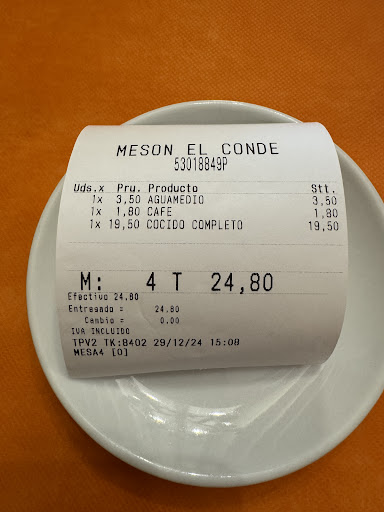 MESON EL CONDE
53018849P
Uds.x Pru. Producto Stt.
1x 3,50 AGUAMEDIO 3,50
1x 1,80 CAFE 1,80
1x 19,50 COCIDO COMPLETO 19,50
M: 4 T 24,80
Efectivo 24.80
Entregado = 24.80
Cambio = 0.00
IVA INCLUIDO
TPV2 TK:8402 29/12/24 15:08
MESA4 [0]